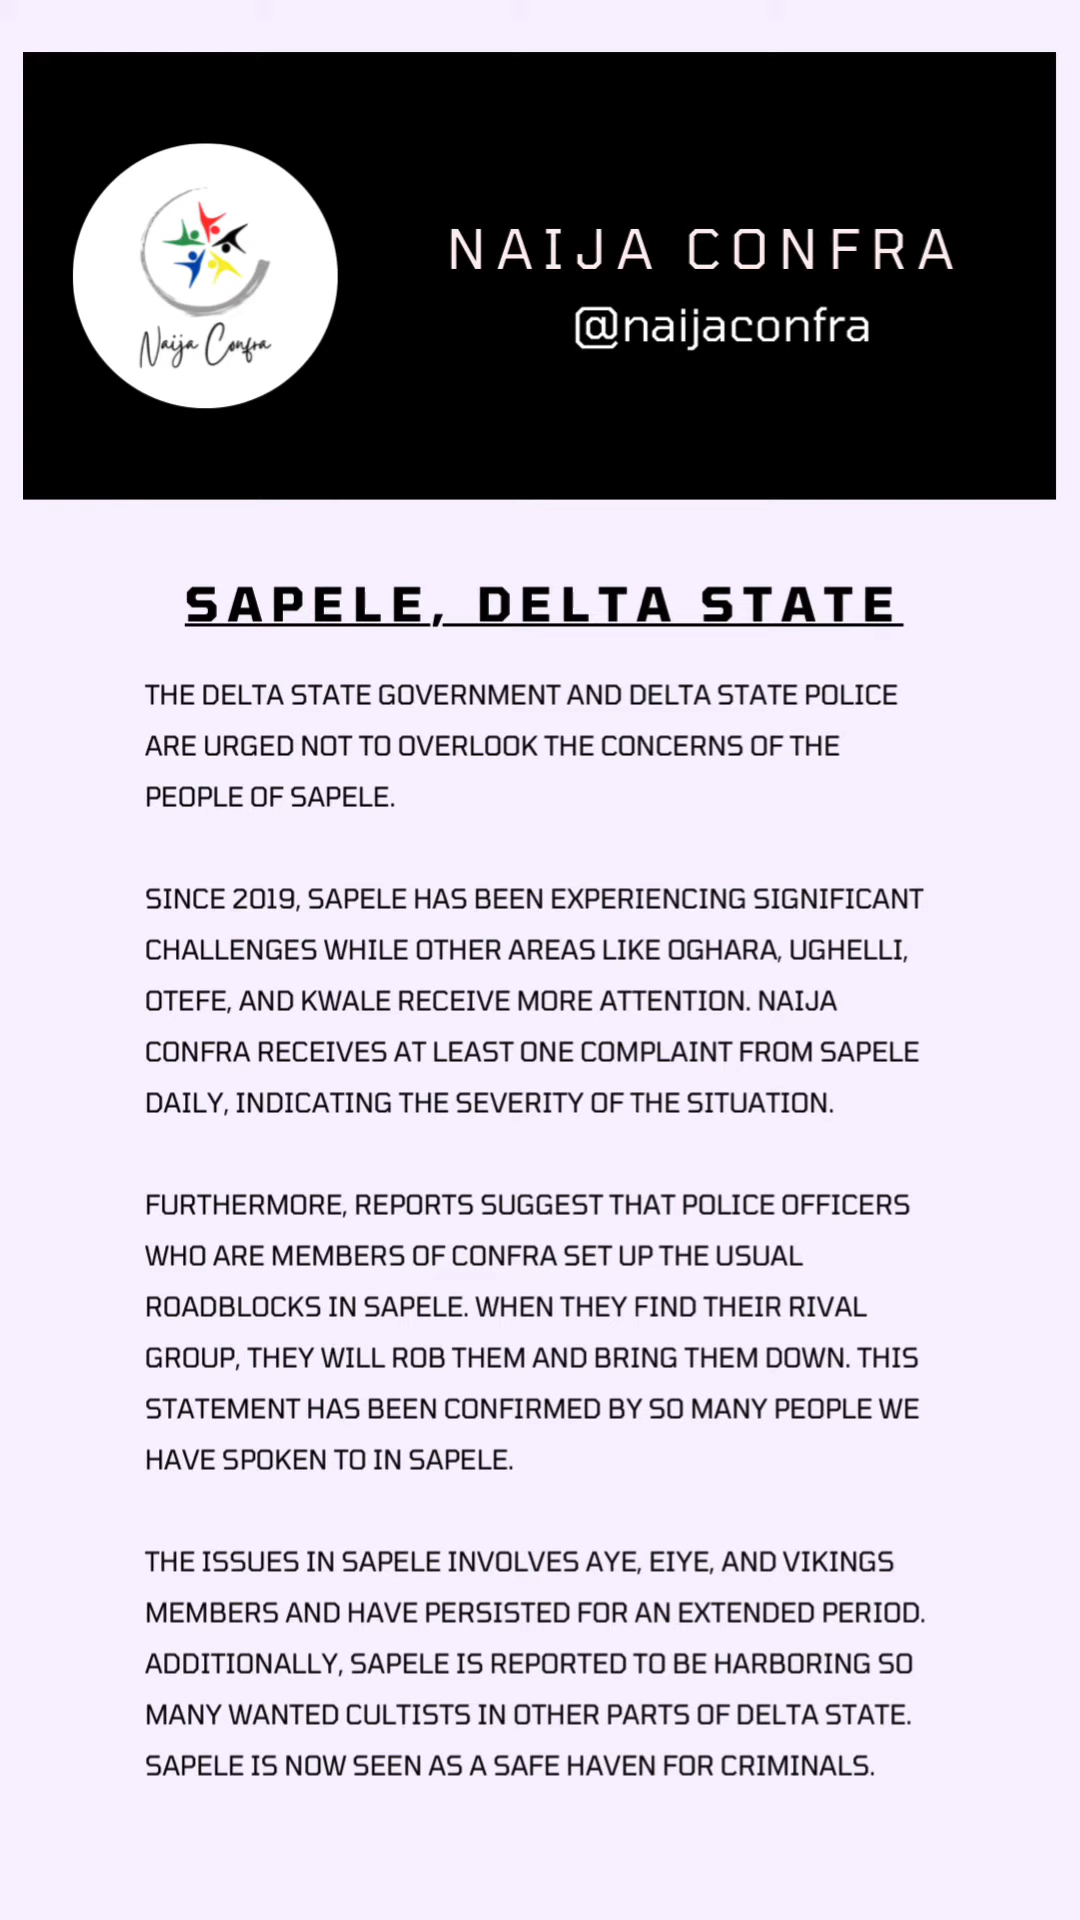 Naija Confra
NAIJA CONFRA
@naijaconfra
SAPELE, DELTA STATE
THE DELTA STATE GOVERNMENT AND DELTA STATE POLICE
ARE URGED NOT TO OVERLOOK THE CONCERNS OF THE
PEOPLE OF SAPELE.
SINCE 2019, SAPELE HAS BEEN EXPERIENCING SIGNIFICANT
CHALLENGES WHILE OTHER AREAS LIKE OGHARA, UGHELLI,
OTEFE, AND KWALE RECEIVE MORE ATTENTION. NAIJA
CONFRA RECEIVES AT LEAST ONE COMPLAINT FROM SAPELE
DAILY, INDICATING THE SEVERITY OF THE SITUATION.
FURTHERMORE, REPORTS SUGGEST THAT POLICE OFFICERS
WHO ARE MEMBERS OF CONFRA SET UP THE USUAL
ROADBLOCKS IN SAPELE. WHEN THEY FIND THEIR RIVAL
GROUP, THEY WILL ROB THEM AND BRING THEM DOWN. THIS
STATEMENT HAS BEEN CONFIRMED BY SO MANY PEOPLE WE
HAVE SPOKEN TO IN SAPELE.
THE ISSUES IN SAPELE INVOLVES AYE, EIYE, AND VIKINGS
MEMBERS AND HAVE PERSISTED FOR AN EXTENDED PERIOD.
ADDITIONALLY, SAPELE IS REPORTED TO BE HARBORING SO
MANY WANTED CULTISTS IN OTHER PARTS OF DELTA STATE.
SAPELE IS NOW SEEN AS A SAFE HAVEN FOR CRIMINALS.